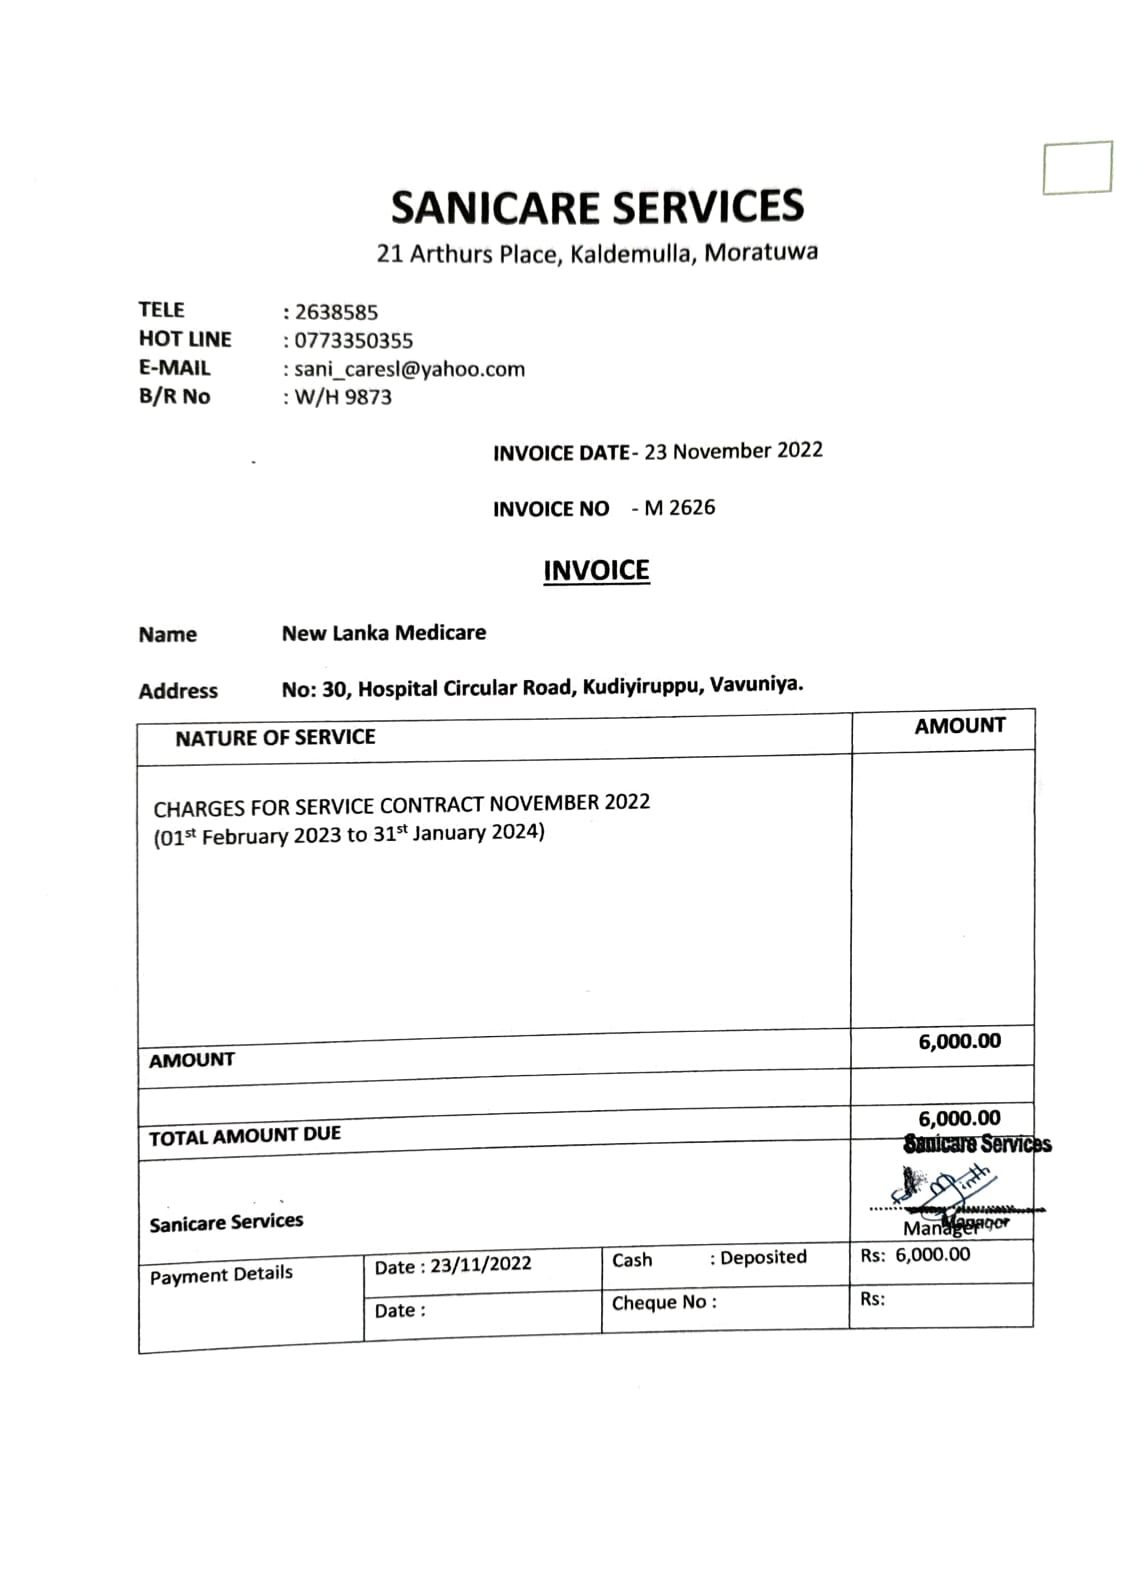 SANICARE SERVICES
21 Arthurs Place, Kaldemulla, Moratuwa
TELE : 2638585
HOT LINE : 0773350355
E-MAIL : sani_caresl@yahoo.com
B/R No : W/H 9873
INVOICE DATE- 23 November 2022
INVOICE NO - M 2626
INVOICE
Name New Lanka Medicare
Address No: 30, Hospital Circular Road, Kudiyiruppu, Vavuniya.
NATURE OF SERVICE AMOUNT
CHARGES FOR SERVICE CONTRACT NOVEMBER 2022
(01st February 2023 to 31st January 2024)
AMOUNT 6,000.00
TOTAL AMOUNT DUE 6,000.00
Sanicare Services
Sanicare Services
Manager
Manager
Payment Details Date : 23/11/2022 Cash : Deposited Rs: 6,000.00
Date : Cheque No : Rs: